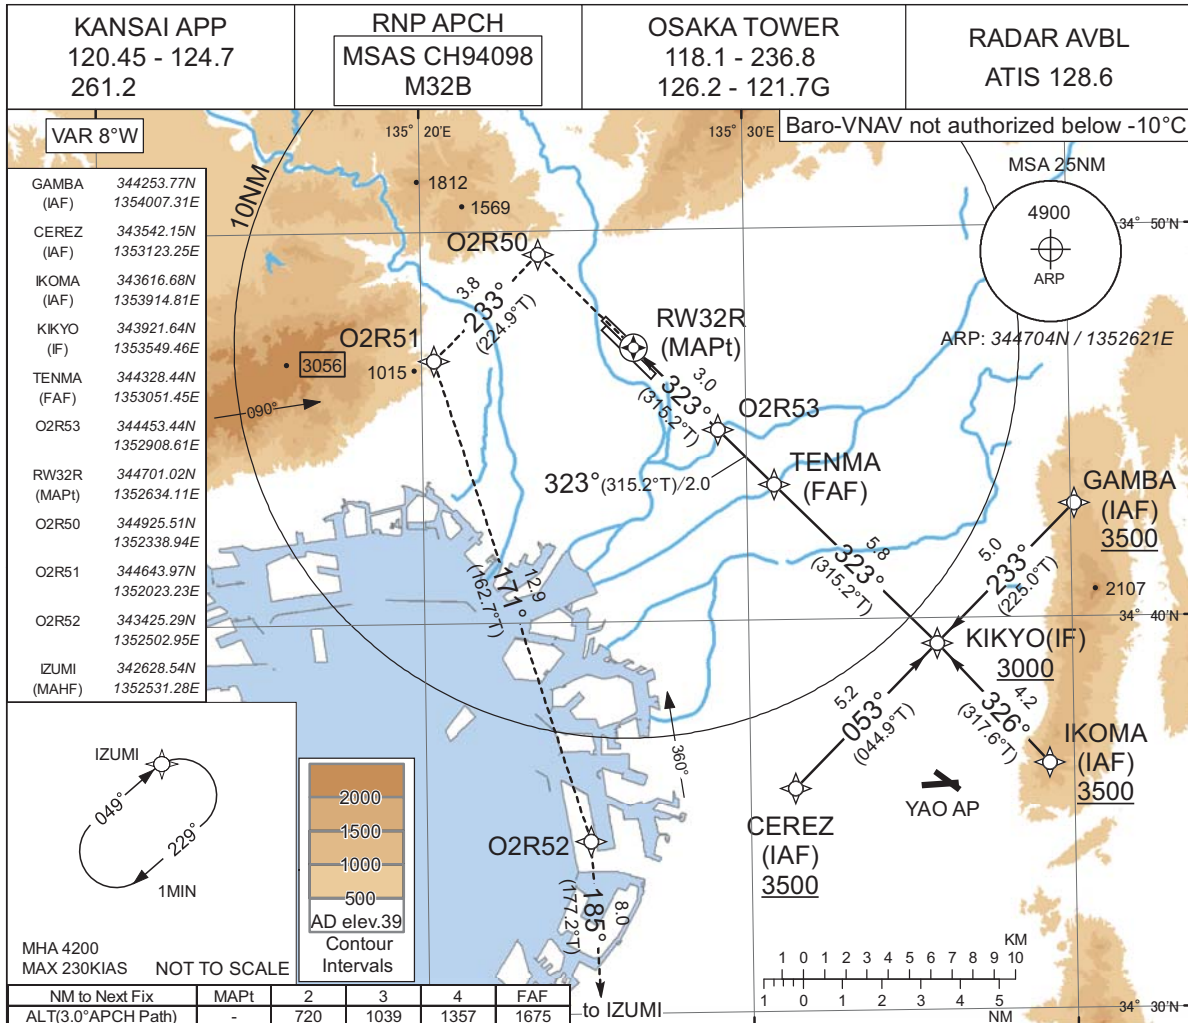 KANSAI APP
120.45 - 124.7
261.2
RNP APCH
MSAS CH94098
M32B
OSAKA TOWER
118.1 - 236.8
126.2 - 121.7G
RADAR AVBL
ATIS 128.6
VAR 8°W
135° 20'E
135° 30'E
Baro-VNAV not authorized below -10°C
MSA 25NM
4900
ARP
ARP: 344704N / 1352621E
34° 50'N
GAMBA 344253.77N
(IAF) 1354007.31E
CEREZ 343542.15N
(IAF) 1353123.25E
IKOMA 343616.68N
(IAF) 1353914.81E
KIKYO 343921.64N
(IF) 1353549.46E
TENMA 344328.44N
(FAF) 1353051.45E
O2R53 344453.44N
1352908.61E
RW32R 344701.02N
(MAPt) 1352634.11E
O2R50 344925.51N
1352338.94E
O2R51 344643.97N
1352023.23E
O2R52 343425.29N
1352502.95E
IZUMI 342628.54N
(MAHF) 1352531.28E
10NM
1812
1569
O2R50
3.8
233°
(224.9°T)
O2R51
3056
1015
090°
RW32R
(MAPt)
3.0
323°
(315.2°T)
O2R53
323°(315.2°T)/2.0
TENMA
(FAF)
5.8
323°
(315.2°T)
GAMBA
(IAF)
3500
5.0
233°
(225.0°T)
2107
34° 40'N
KIKYO(IF)
3000
12.9
171°
(162.7°T)
5.2
053°
(044.9°T)
4.2
326°
(317.6°T)
IKOMA
(IAF)
3500
360°
YAO AP
CEREZ
(IAF)
3500
O2R52
8.0
185°
(177.2°T)
to IZUMI
IZUMI
049°
229°
1MIN
MHA 4200
MAX 230KIAS
NOT TO SCALE
2000
1500
1000
500
AD elev.39
Contour
Intervals
KM
1 0 1 2 3 4 5 6 7 8 9 10
1 0 1 2 3 4 5
NM
34° 30'N
NM to Next Fix MAPt 2 3 4 FAF
ALT(3.0°APCH Path) - 720 1039 1357 1675